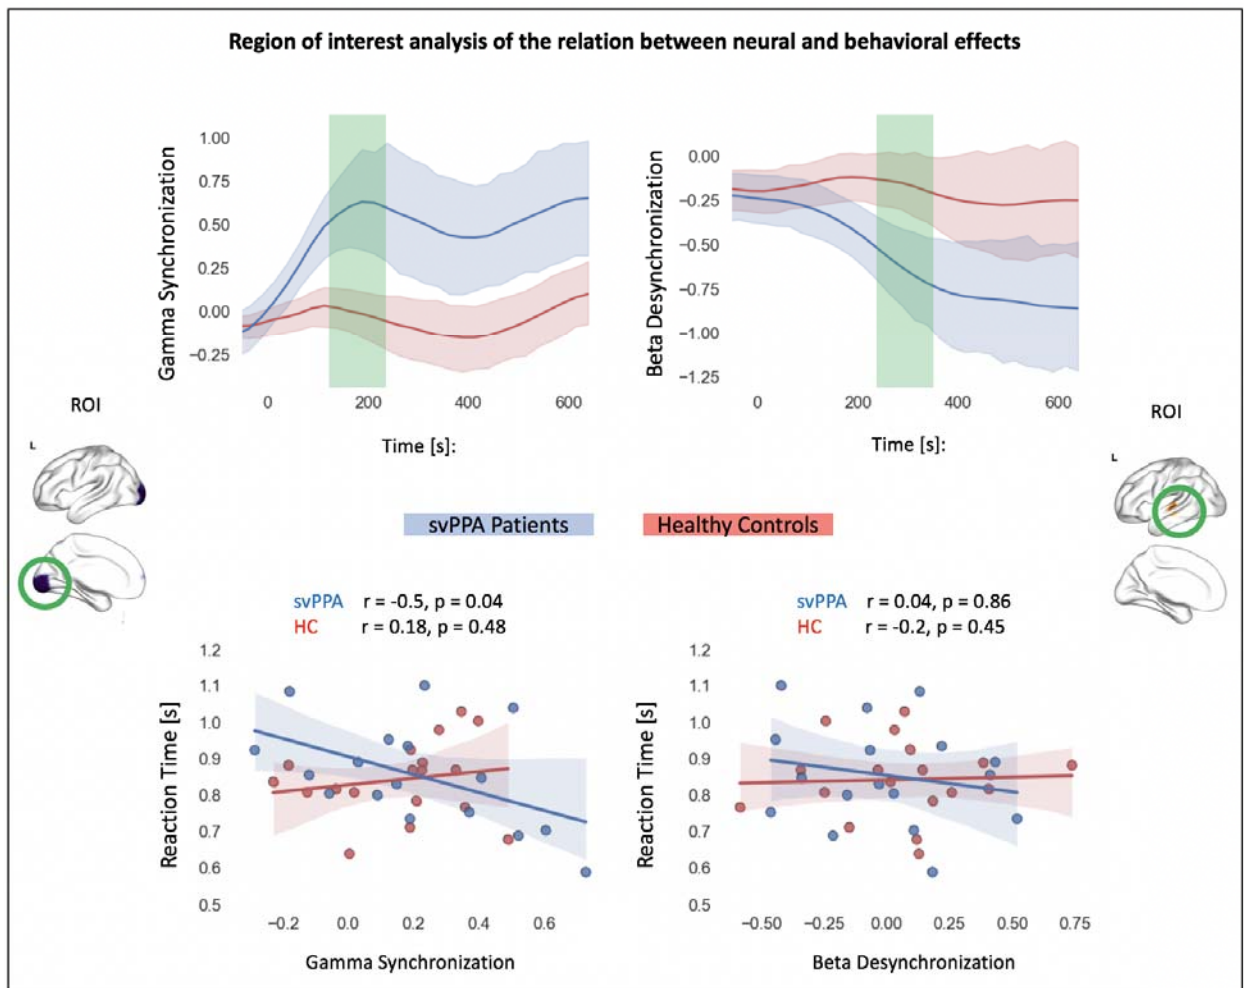 Region of interest analysis of the relation between neural and behavioral effects
Gamma Synchronization
1.00
0.75
0.50
0.25
0.00
−0.25
0 200 400 600
Time [s]:
Beta Desynchronization
0.00
−0.25
−0.50
−0.75
−1.00
−1.25
0 200 400 600
Time [s]:
ROI
L
ROI
L
svPPA Patients
Healthy Controls
svPPA r = -0.5, p = 0.04
HC r = 0.18, p = 0.48
Reaction Time [s]
1.2
1.1
1.0
0.9
0.8
0.7
0.6
0.5
−0.2 0.0 0.2 0.4 0.6
Gamma Synchronization
svPPA r = 0.04, p = 0.86
HC r = -0.2, p = 0.45
Reaction Time [s]
1.2
1.1
1.0
0.9
0.8
0.7
0.6
0.5
−0.50 −0.25 0.00 0.25 0.50 0.75
Beta Desynchronization